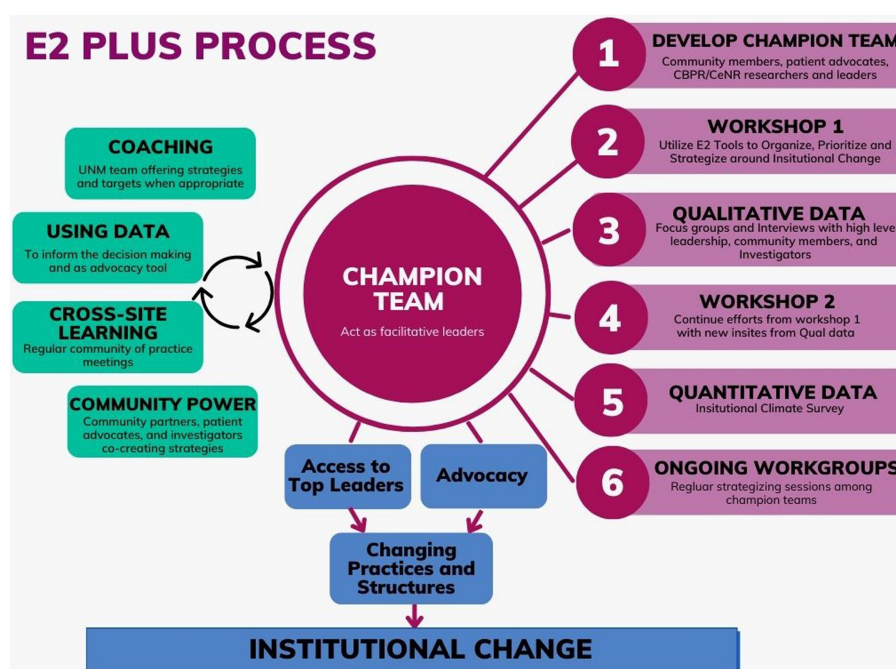 E2 PLUS PROCESS
COACHING
UNM team offering strategies
and targets when appropriate
USING DATA
To inform the decision making
and as advocacy tool
CROSS-SITE
LEARNING
Regular community of practice
meetings
COMMUNITY POWER
Community partners, patient
advocates, and investigators
co-creating strategies
CHAMPION
TEAM
Act as facilitative leaders
1
DEVELOP CHAMPION TEAM
Community members, patient advocates,
CBPR/CeNR researchers and leaders
2
WORKSHOP 1
Utilize E2 Tools to Organize, Prioritize and
Strategize around Insitutional Change
3
QUALITATIVE DATA
Focus groups and Interviews with high leve
leadership, community members, and
Investigators
4
WORKSHOP 2
Continue efforts from workshop 1
with new insites from Qual data
5
QUANTITATIVE DATA
Insitutional Climate Survey
6
ONGOING WORKGROUPS
Regluar strategizing sessions among
champion teams
Access to
Top Leaders
Advocacy
Changing
Practices and
Structures
INSTITUTIONAL CHANGE